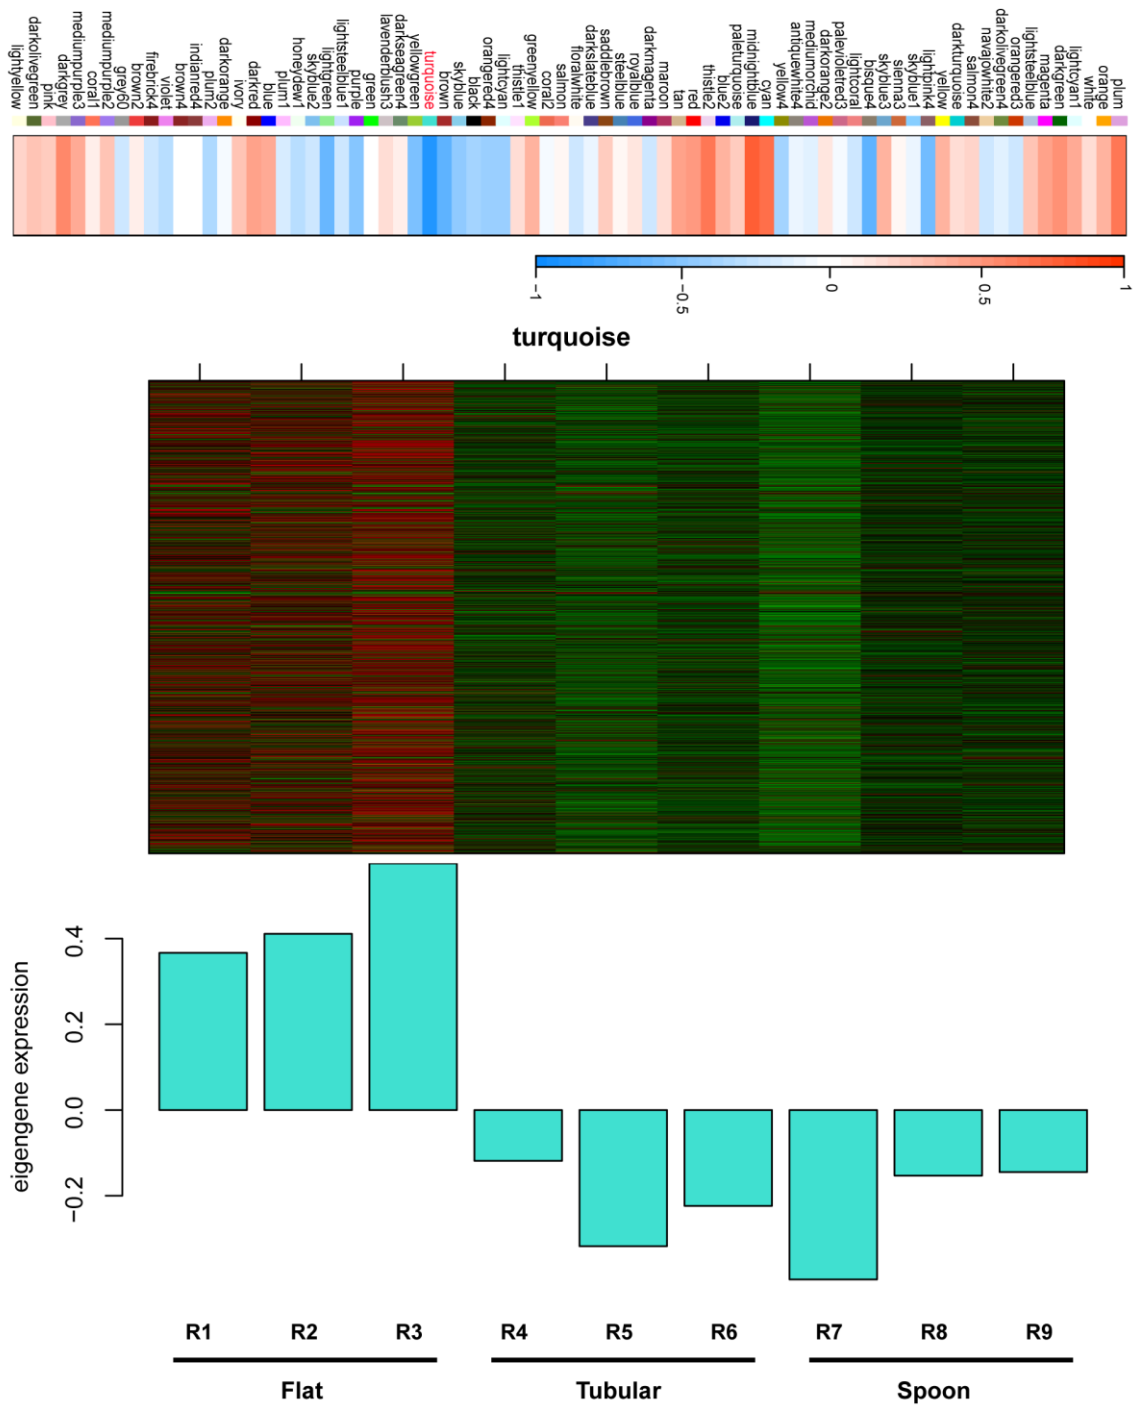 lightyellow
darkolivegreen
pink
darkgrey
mediumpurple3
coral1
mediumpurple2
grey60
brown2
firebrick4
violet
brown4
indianred4
plum2
darkorange
ivory
darkred
blue
plum1
honeydew1
skyblue2
lightgreen
lightsteelblue1
purple
green
lavenderblush3
darkseagreen4
yellowgreen
turquoise
brown
skyblue
black
orangered4
lightcyan
thistle1
greenyellow
coral2
salmon
floralwhite
darkslateblue
saddlebrown
steelblue
royalblue
darkmagenta
maroon
tan
red
thistle2
blue2
paleturquoise
midnightblue
cyan
yellow4
antiquewhite4
mediumorchid
darkorange2
palevioletred3
lightcoral
bisque4
skyblue3
sienna3
skyblue1
lightpink4
yellow
darkturquoise
salmon4
navajowhite2
darkolivegreen4
orangered3
lightsteelblue
magenta
darkgreen
lightcyan1
white
orange
plum
-1
-0.5
0
0.5
1
turquoise
eigengene expression
0.4
0.2
0.0
-0.2
R1 R2 R3 R4 R5 R6 R7 R8 R9
Flat Tubular Spoon